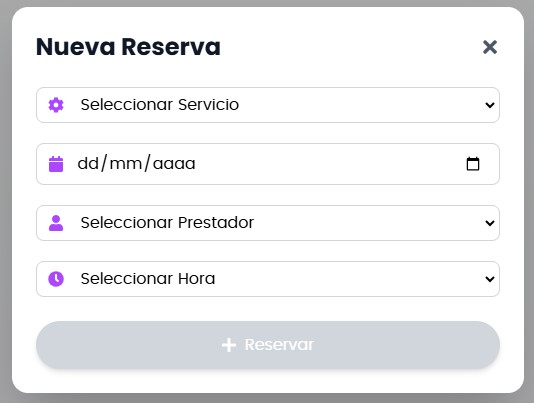 Nueva Reserva
Seleccionar Servicio
dd/mm/aaaa
Seleccionar Prestador
Seleccionar Hora
Reservar